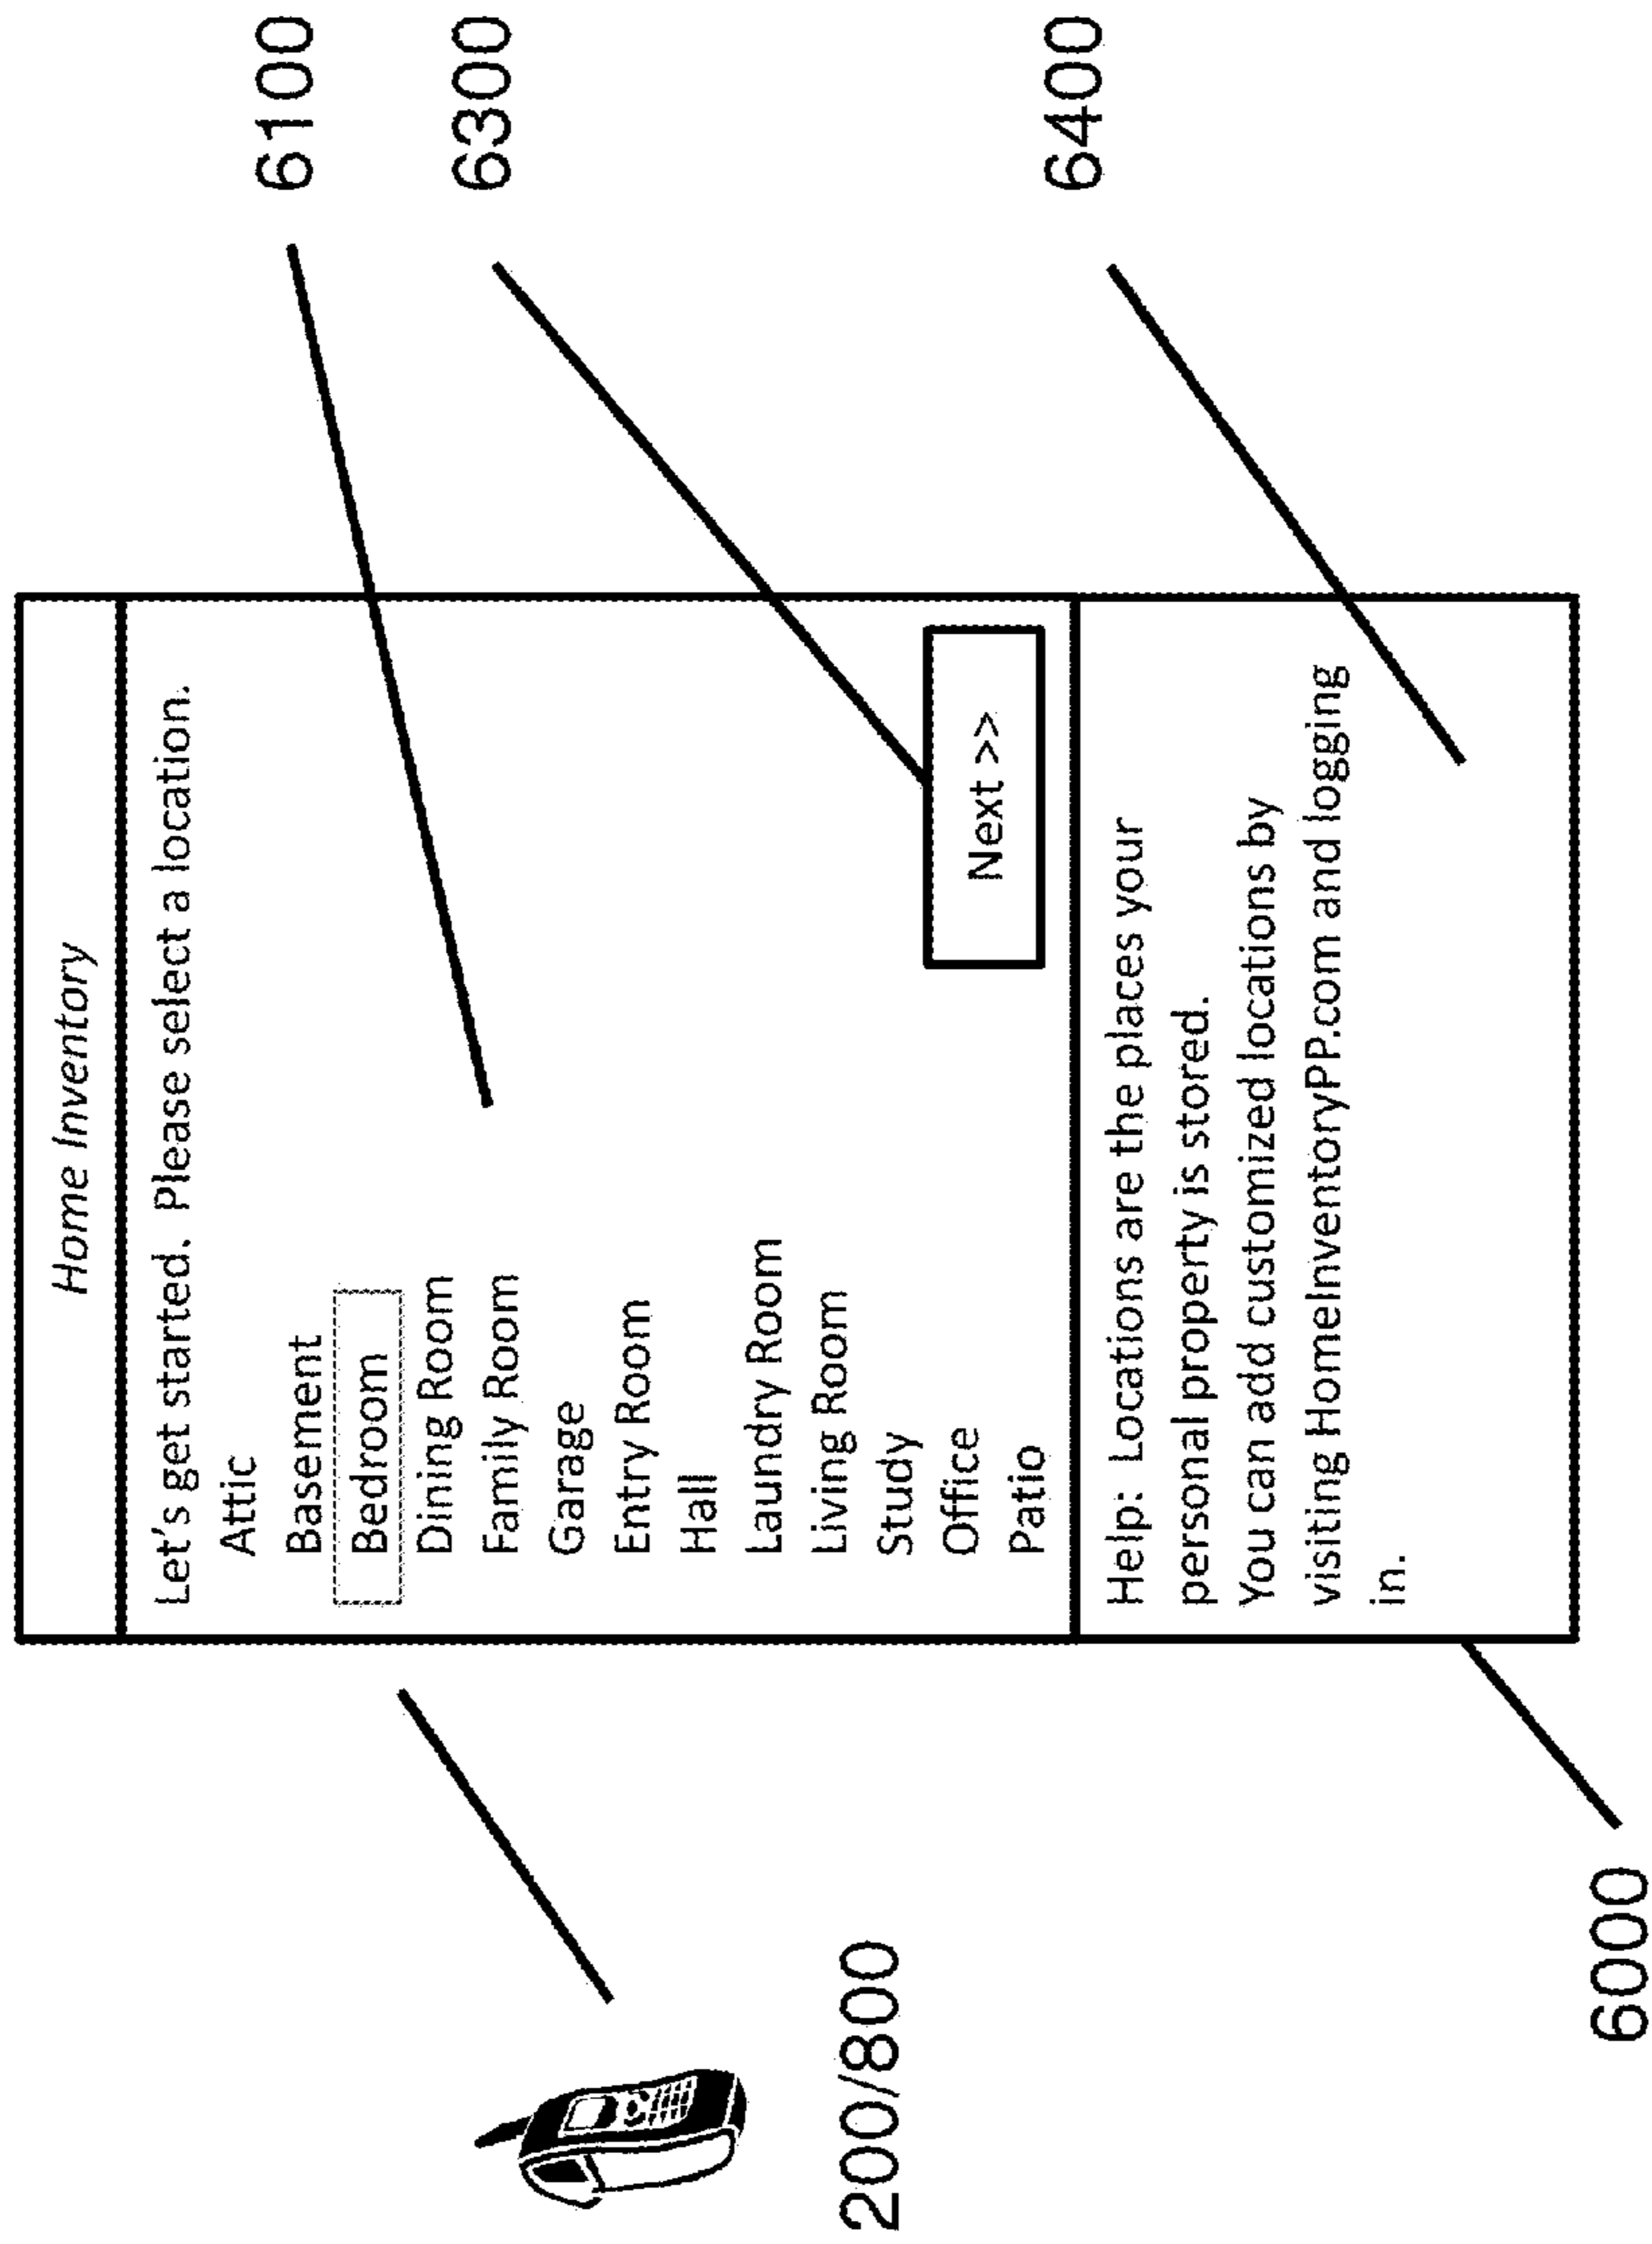 Home Inventory
Let's get started. Please select a location.
Attic
Basement
Bedroom
Dining Room
Family Room
Garage
Entry Room
Hall
Laundry Room
Living Room
Study
Office
Patio
Next >>
Help: Locations are the places your
personal property is stored.
You can add customized locations by
visiting HomeInventoryPP.com and logging
in.
6100
6300
6400
200/800
6000